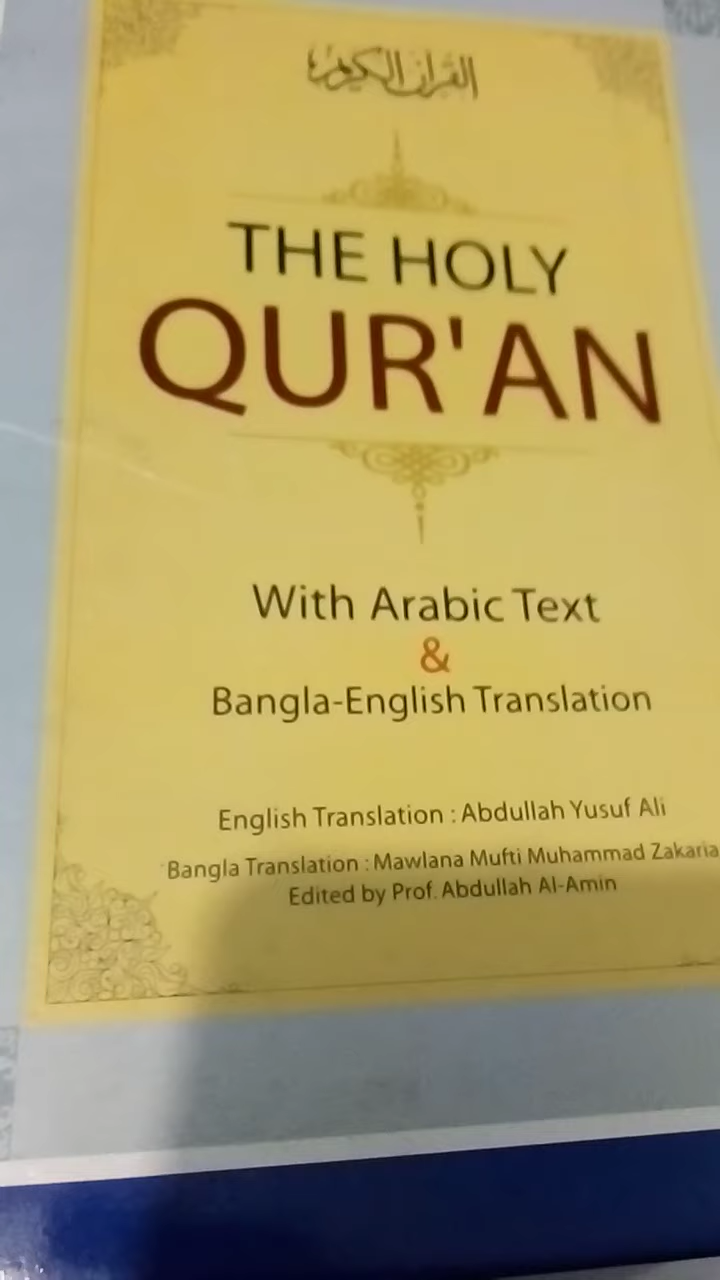 القرآن الكريم
THE HOLY
QUR'AN
With Arabic Text
&
Bangla-English Translation
English Translation : Abdullah Yusuf Ali
Bangla Translation : Mawlana Mufti Muhammad Zakaria
Edited by Prof. Abdullah Al-Amin